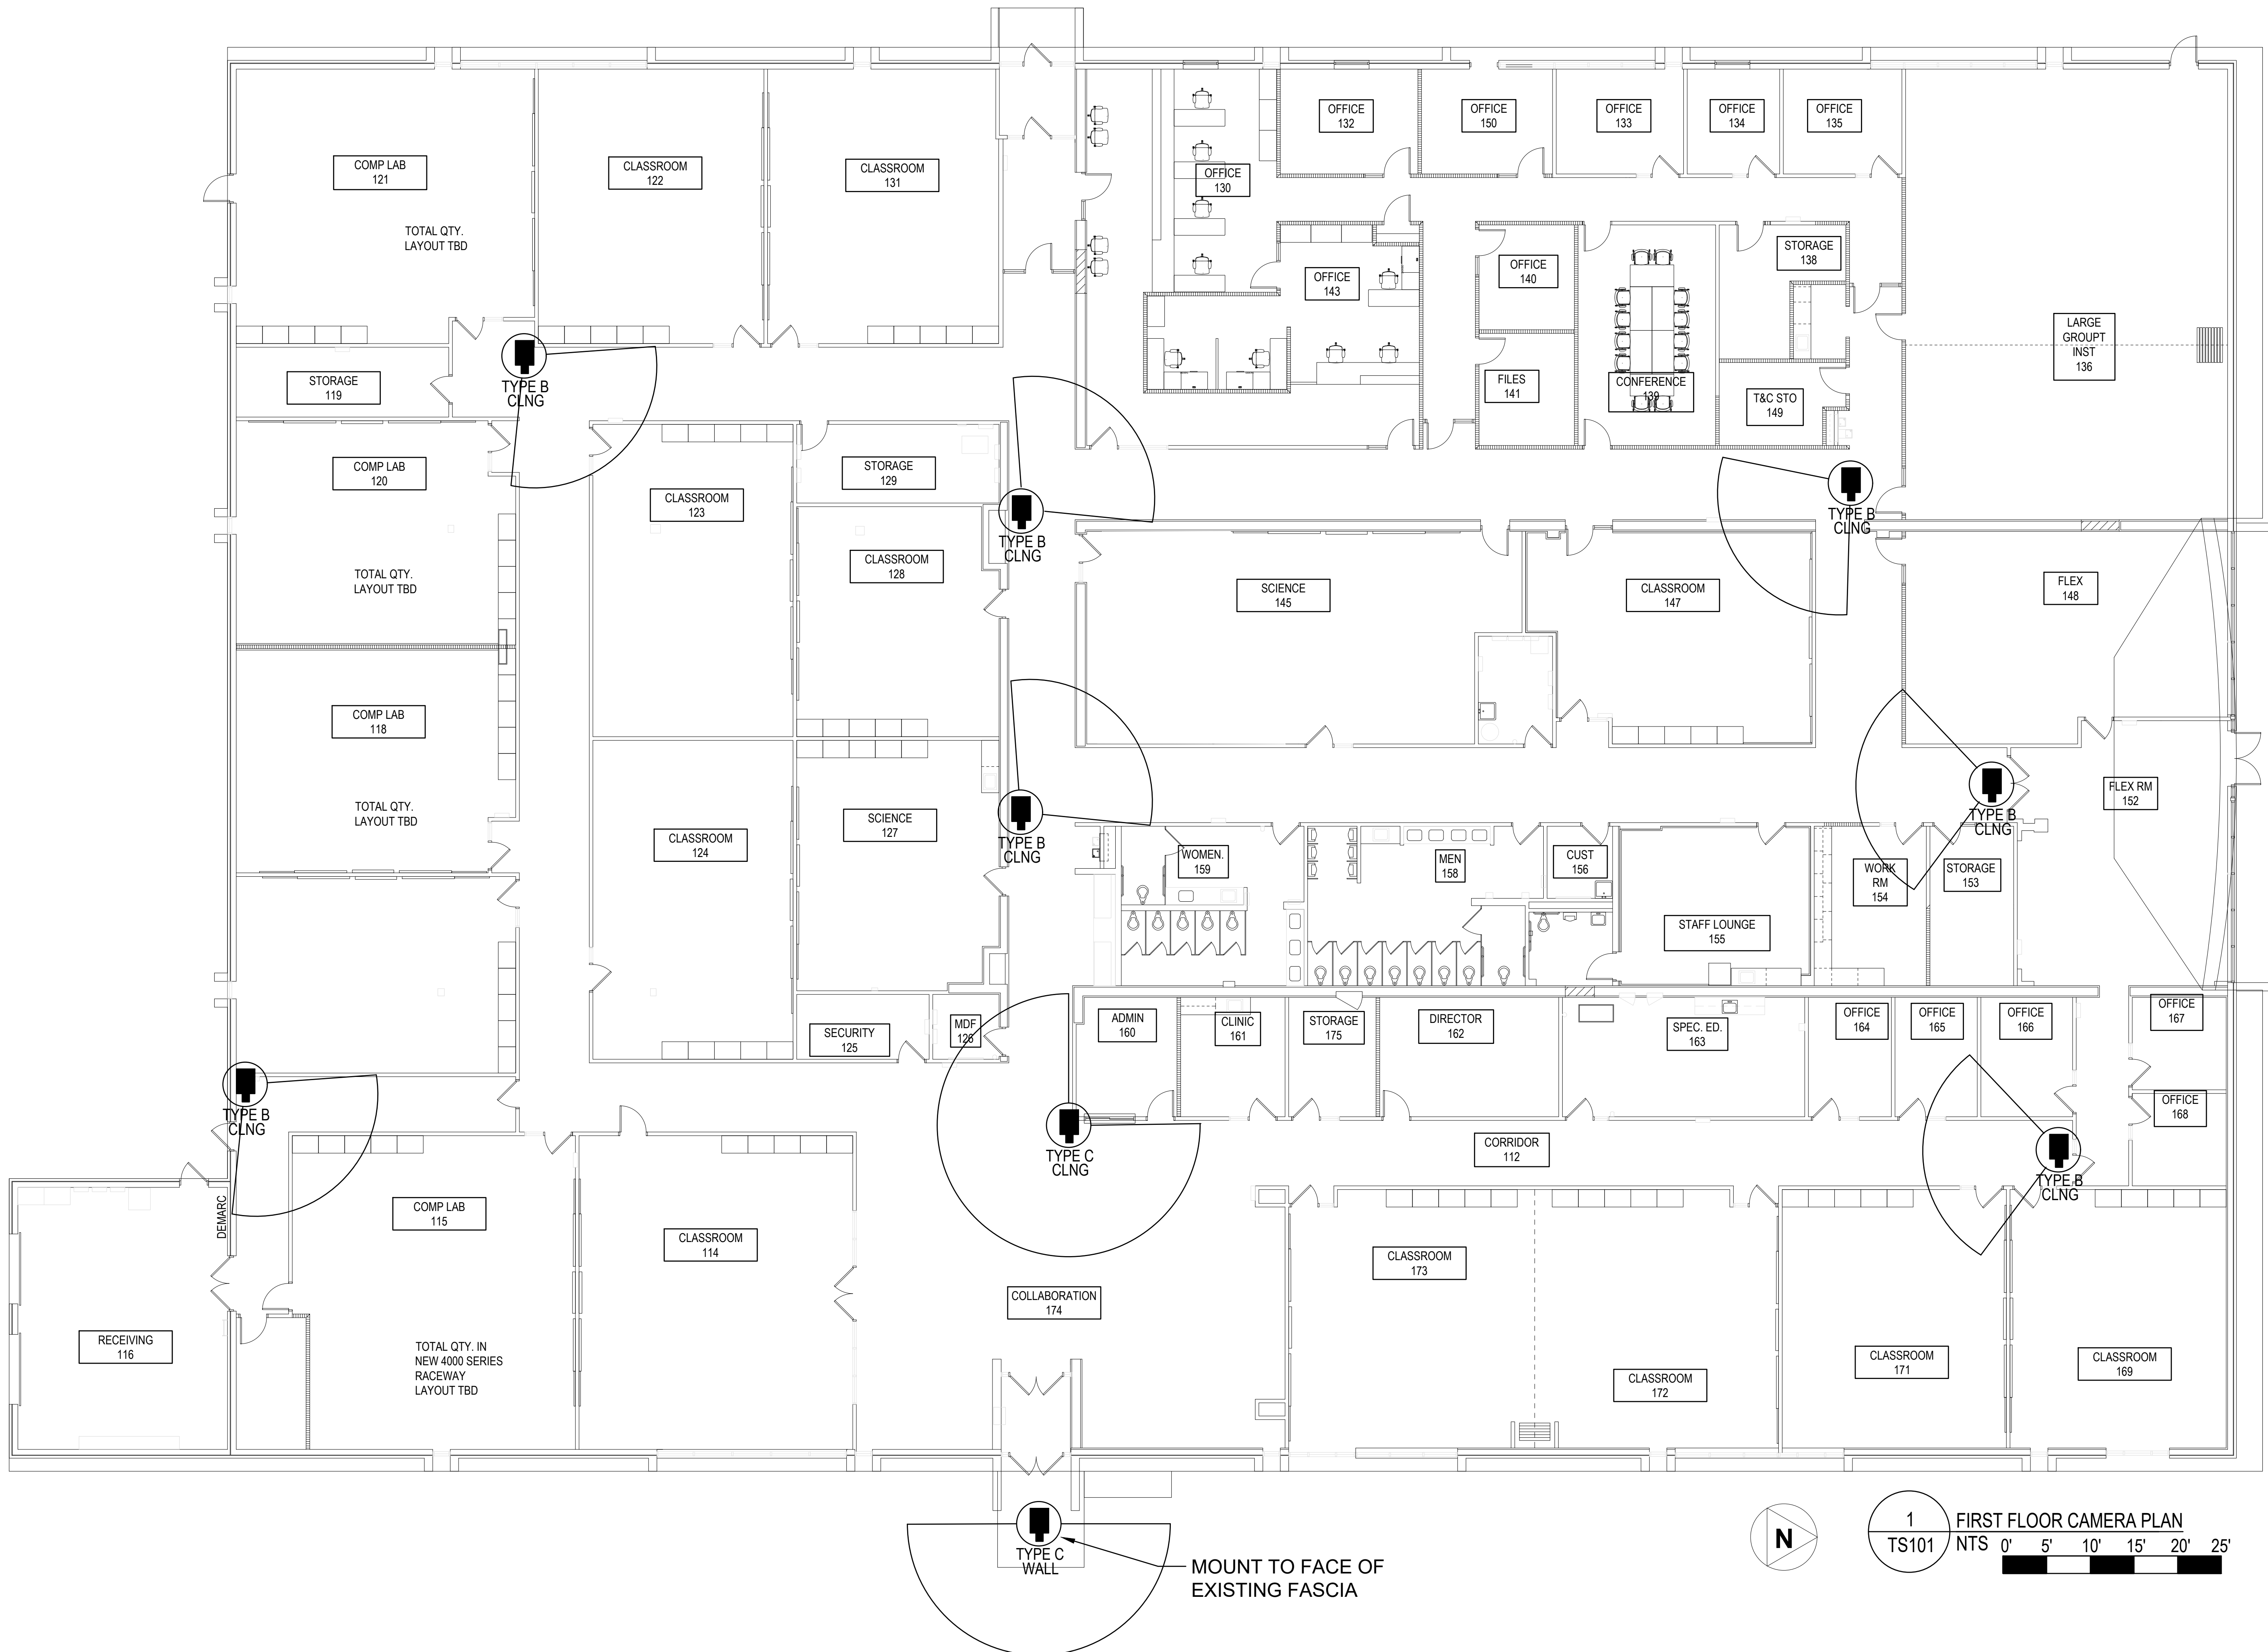 OFFICE
132
OFFICE
150
OFFICE
133
OFFICE
134
OFFICE
135
COMP LAB
121
CLASSROOM
122
CLASSROOM
131
OFFICE
130
TOTAL QTY.
LAYOUT TBD
STORAGE
138
OFFICE
140
OFFICE
143
LARGE
GROUPT
INST
136
STORAGE
119
TYPE B
CLNG
FILES
141
CONFERENCE
139
T&C STO
149
COMP LAB
120
STORAGE
129
CLASSROOM
123
TYPE B
CLNG
TYPE B
CLNG
TOTAL QTY.
LAYOUT TBD
CLASSROOM
128
SCIENCE
145
CLASSROOM
147
FLEX
148
COMP LAB
118
TOTAL QTY.
LAYOUT TBD
CLASSROOM
124
SCIENCE
127
TYPE B
CLNG
FLEX RM
152
TYPE B
CLNG
WOMEN.
159
MEN
158
CUST
156
WORK
RM
154
STORAGE
153
STAFF LOUNGE
155
SECURITY
125
MDF
126
ADMIN
160
CLINIC
161
STORAGE
175
DIRECTOR
162
SPEC. ED.
163
OFFICE
164
OFFICE
165
OFFICE
166
OFFICE
167
OFFICE
168
TYPE B
CLNG
TYPE C
CLNG
CORRIDOR
112
TYPE B
CLNG
DEMARC
COMP LAB
115
CLASSROOM
114
CLASSROOM
173
COLLABORATION
174
RECEIVING
116
TOTAL QTY. IN
NEW 4000 SERIES
RACEWAY
LAYOUT TBD
CLASSROOM
172
CLASSROOM
171
CLASSROOM
169
TYPE C
WALL
MOUNT TO FACE OF
EXISTING FASCIA
N
1
TS101
FIRST FLOOR CAMERA PLAN
NTS
0' 5' 10' 15' 20' 25'